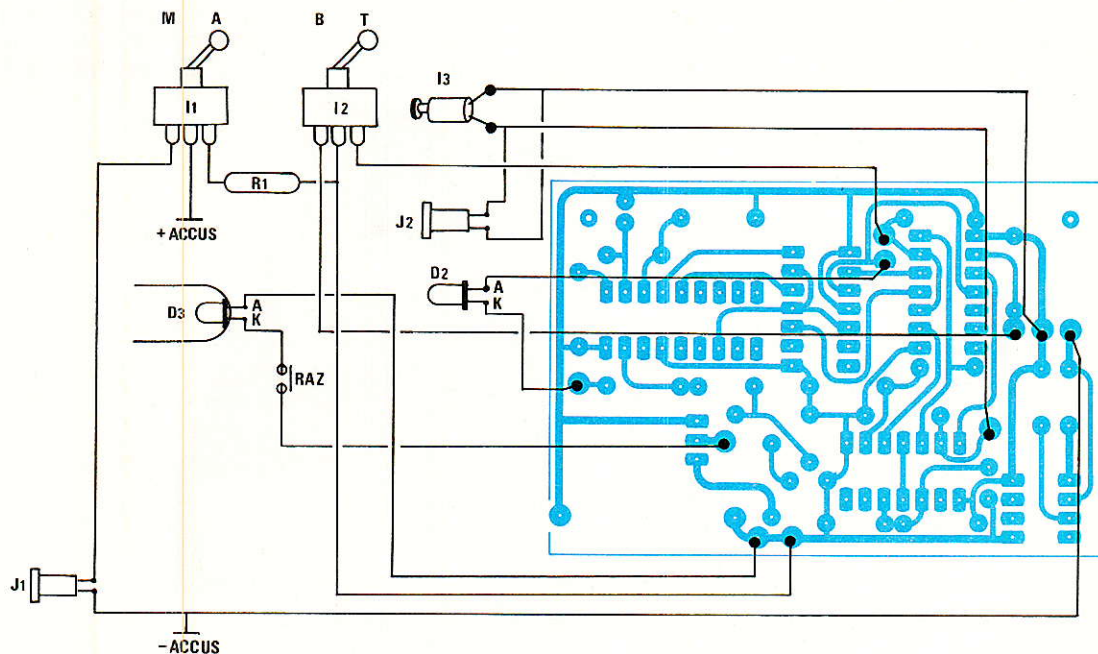 M A B T
I1 I2 I3
R1
+ ACCUS
J2
D2 A
K
D3 A
K
RAZ
J1
– ACCUS